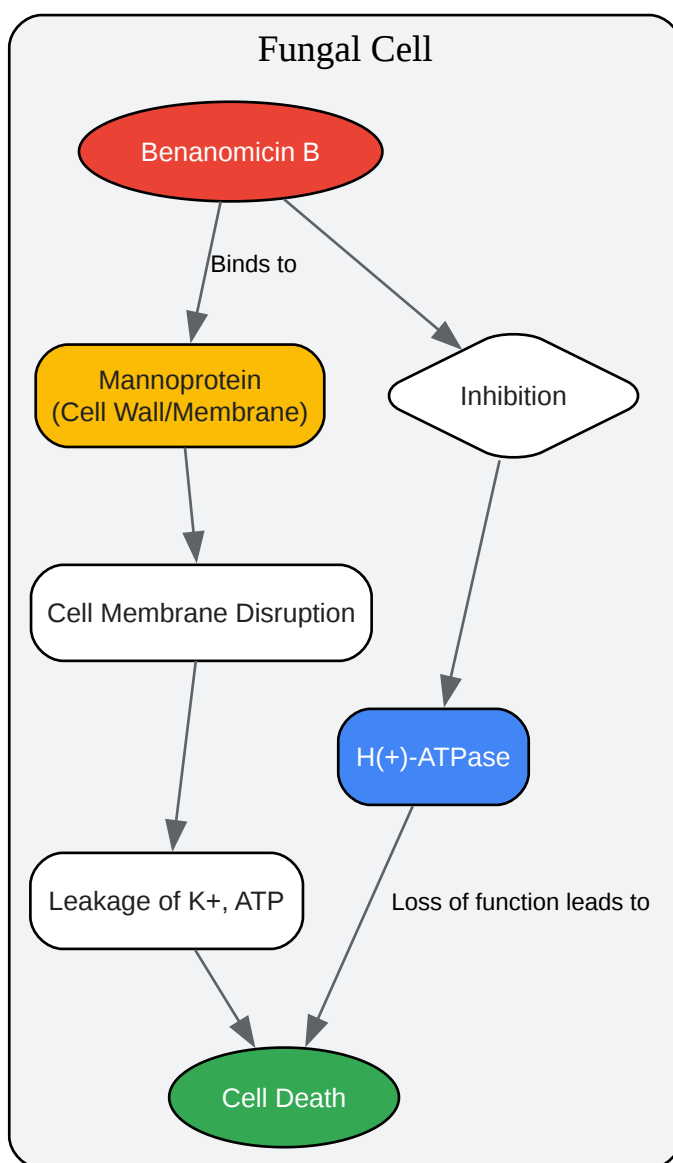 Fungal Cell
Benanomicin B
Binds to
Mannoprotein
(Cell Wall/Membrane)
Inhibition
Cell Membrane Disruption
H(+)-ATPase
Leakage of K+, ATP
Loss of function leads to
Cell Death